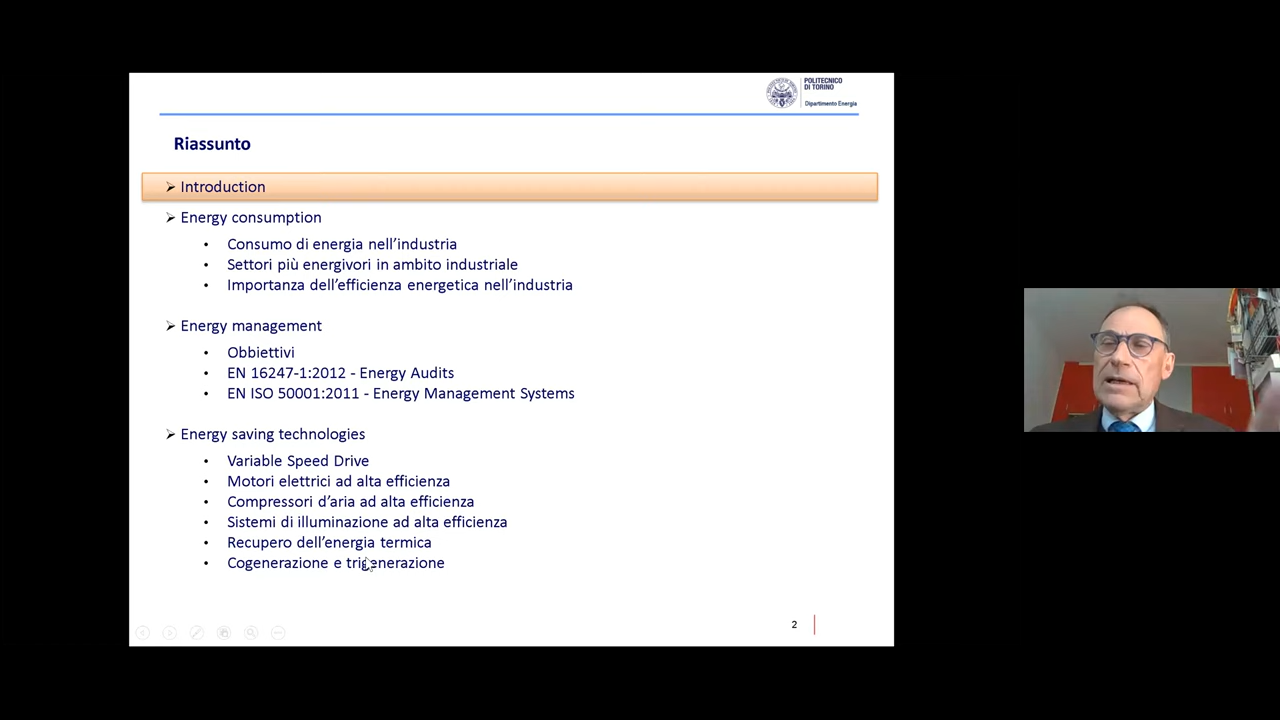 POLITECNICO
DI TORINO
Dipartimento Energia
Riassunto
➢ Introduction
➢ Energy consumption
• Consumo di energia nell’industria
• Settori più energivori in ambito industriale
• Importanza dell’efficienza energetica nell’industria
➢ Energy management
• Obbiettivi
• EN 16247-1:2012 - Energy Audits
• EN ISO 50001:2011 - Energy Management Systems
➢ Energy saving technologies
• Variable Speed Drive
• Motori elettrici ad alta efficienza
• Compressori d’aria ad alta efficienza
• Sistemi di illuminazione ad alta efficienza
• Recupero dell’energia termica
• Cogenerazione e trigenerazione
2